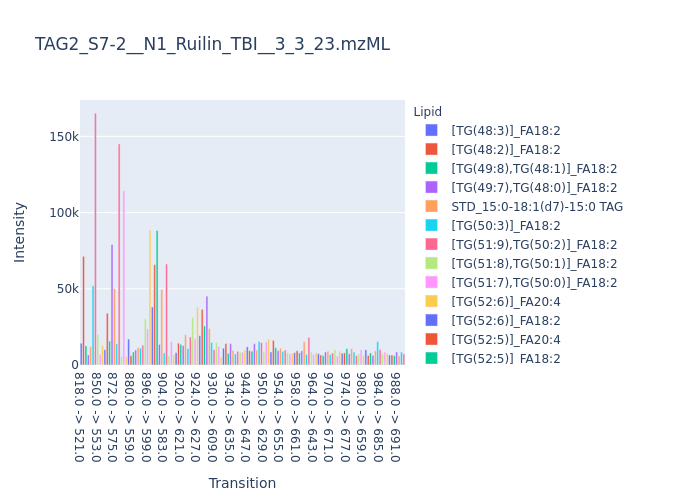 TAG2_S7-2__N1_Ruilin_TBI__3_3_23.mzML
Lipid
[TG(48:3)]_FA18:2
[TG(48:2)]_FA18:2
[TG(49:8),TG(48:1)]_FA18:2
[TG(49:7),TG(48:0)]_FA18:2
STD_15:0-18:1(d7)-15:0 TAG
[TG(50:3)]_FA18:2
[TG(51:9),TG(50:2)]_FA18:2
[TG(51:8),TG(50:1)]_FA18:2
[TG(51:7),TG(50:0)]_FA18:2
[TG(52:6)]_FA20:4
[TG(52:6)]_FA18:2
[TG(52:5)]_FA20:4
[TG(52:5)]_FA18:2
Intensity
150k
100k
50k
0
818.0 -> 521.0
850.0 -> 553.0
872.0 -> 575.0
880.0 -> 559.0
896.0 -> 599.0
904.0 -> 583.0
920.0 -> 621.0
924.0 -> 627.0
930.0 -> 609.0
934.0 -> 635.0
940.0 -> 647.0
950.0 -> 629.0
954.0 -> 655.0
958.0 -> 661.0
964.0 -> 643.0
970.0 -> 671.0
974.0 -> 677.0
980.0 -> 659.0
984.0 -> 685.0
988.0 -> 691.0
Transition